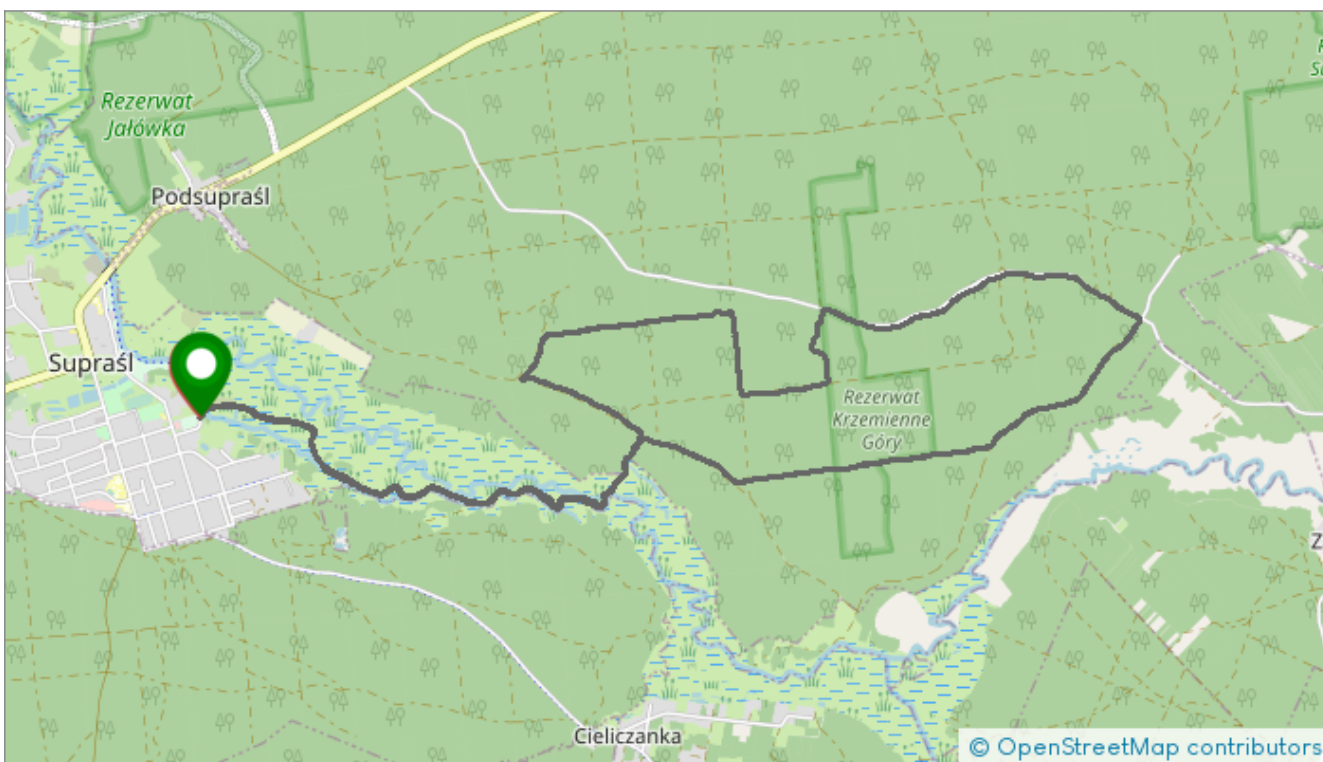 Rezerwat
Jałówka
Podsupraśl
Supraśl
Rezerwat
Krzemienne
Góry
Cieliczanka
© OpenStreetMap contributors